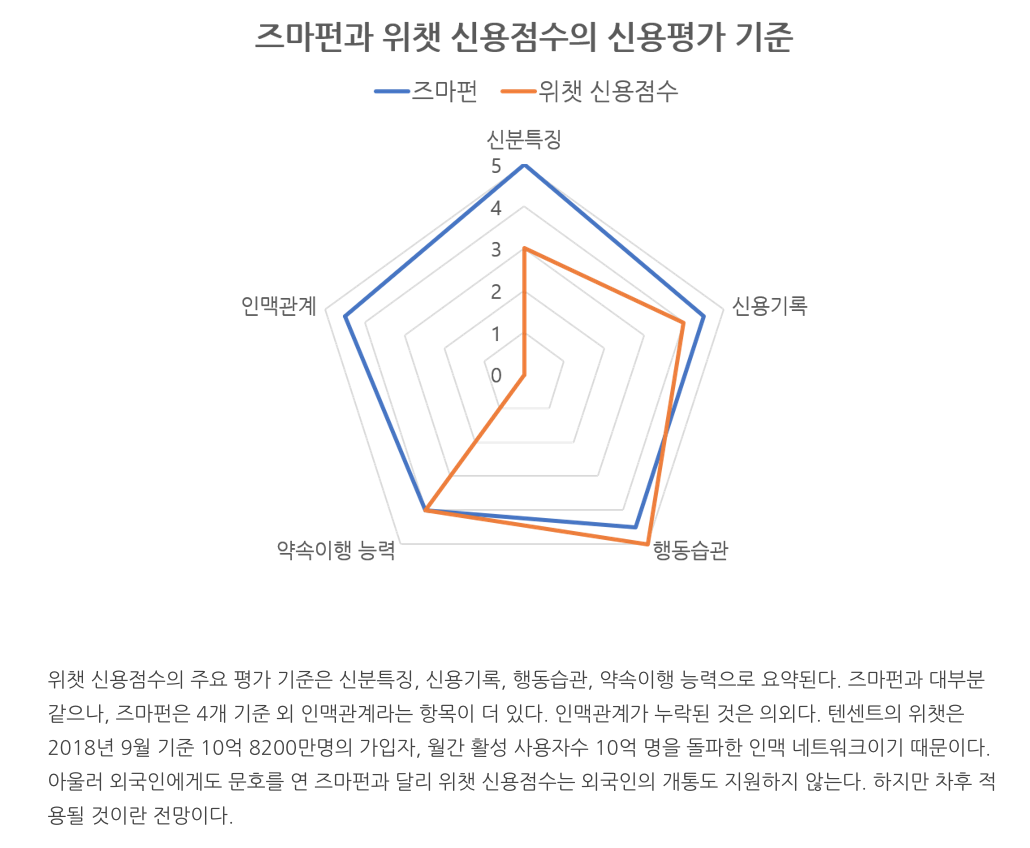 즈마펀과 위챗 신용점수의 신용평가 기준
즈마펀 위챗 신용점수
신분특징
5
4
3
2
1
0
인맥관계
신용기록
약속이행 능력
행동습관
위챗 신용점수의 주요 평가 기준은 신분특징, 신용기록, 행동습관, 약속이행 능력으로 요약된다. 즈마펀과 대부분
같으나, 즈마펀은 4개 기준 외 인맥관계라는 항목이 더 있다. 인맥관계가 누락된 것은 의외다. 텐센트의 위챗은
2018년 9월 기준 10억 8200만명의 가입자, 월간 활성 사용자수 10억 명을 돌파한 인맥 네트워크이기 때문이다.
아울러 외국인에게도 문호를 연 즈마펀과 달리 위챗 신용점수는 외국인의 개통도 지원하지 않는다. 하지만 차후 적
용될 것이란 전망이다.